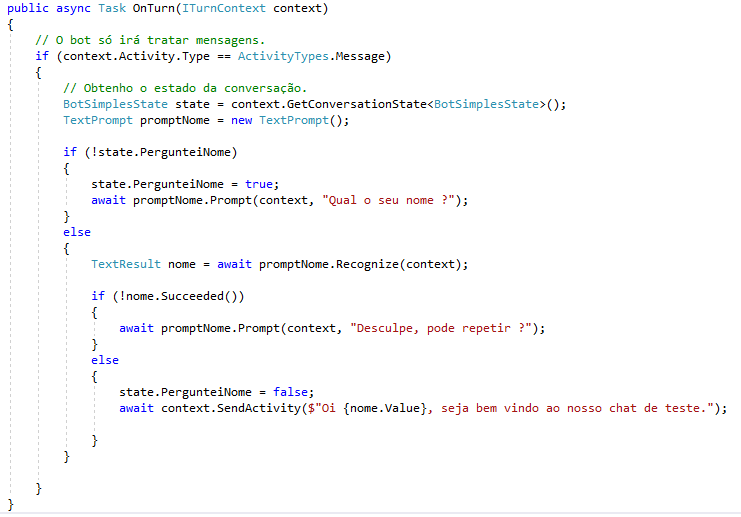 public async Task OnTurn(ITurnContext context)
{
// O bot só irá tratar mensagens.
if (context.Activity.Type == ActivityTypes.Message)
{
// Obtenho o estado da conversação.
BotSimplesState state = context.GetConversationState<BotSimplesState>();
TextPrompt promptNome = new TextPrompt();
if (!state.PergunteiNome)
{
state.PergunteiNome = true;
await promptNome.Prompt(context, "Qual o seu nome ?");
}
else
{
TextResult nome = await promptNome.Recognize(context);
if (!nome.Succeeded())
{
await promptNome.Prompt(context, "Desculpe, pode repetir ?");
}
else
{
state.PergunteiNome = false;
await context.SendActivity($"Oi {nome.Value}, seja bem vindo ao nosso chat de teste.");
}
}
}
}